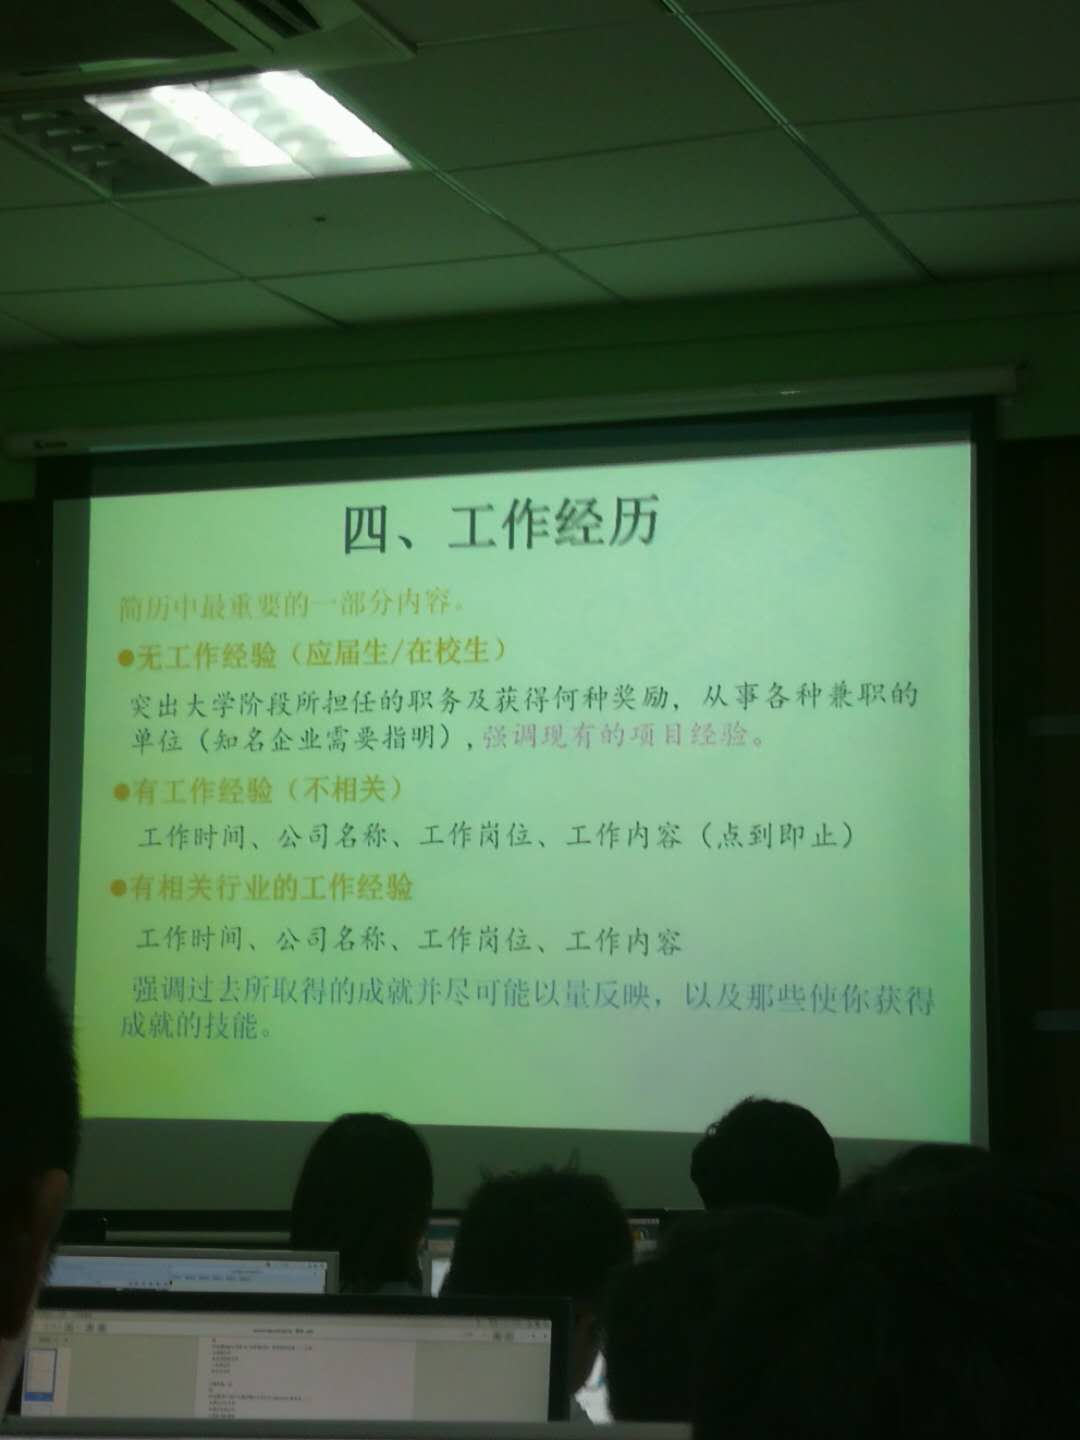 四、工作经历
简历中最重要的一部分内容。
●无工作经验（应届生/在校生）
突出大学阶段所担任的职务及获得何种奖励，从事各种兼职的
单位（知名企业需要指明）,强调现有的项目经验。
●有工作经验（不相关）
工作时间、公司名称、工作岗位、工作内容（点到即止）
●有相关行业的工作经验
工作时间、公司名称、工作岗位、工作内容
强调过去所取得的成就并尽可能以量反映，以及那些使你获得
成就的技能。